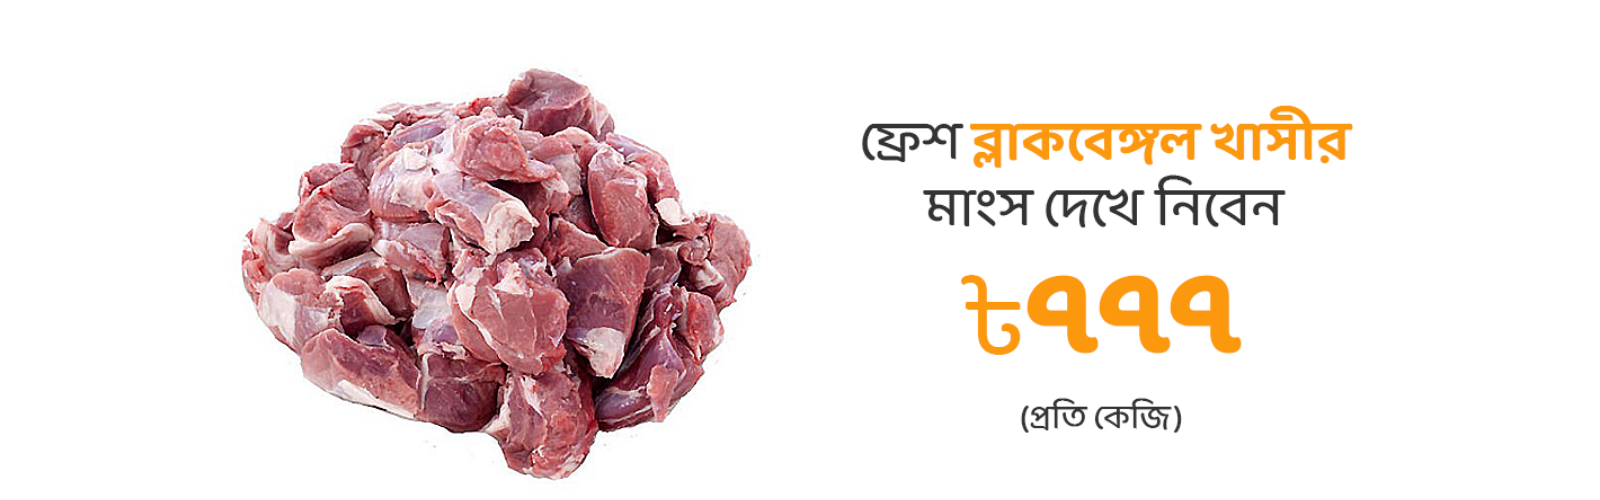 ফ্রেশ ব্লাকবেঙ্গল খাসীর
মাংস দেখে নিবেন
৳৭৭৭
(প্রতি কেজি)